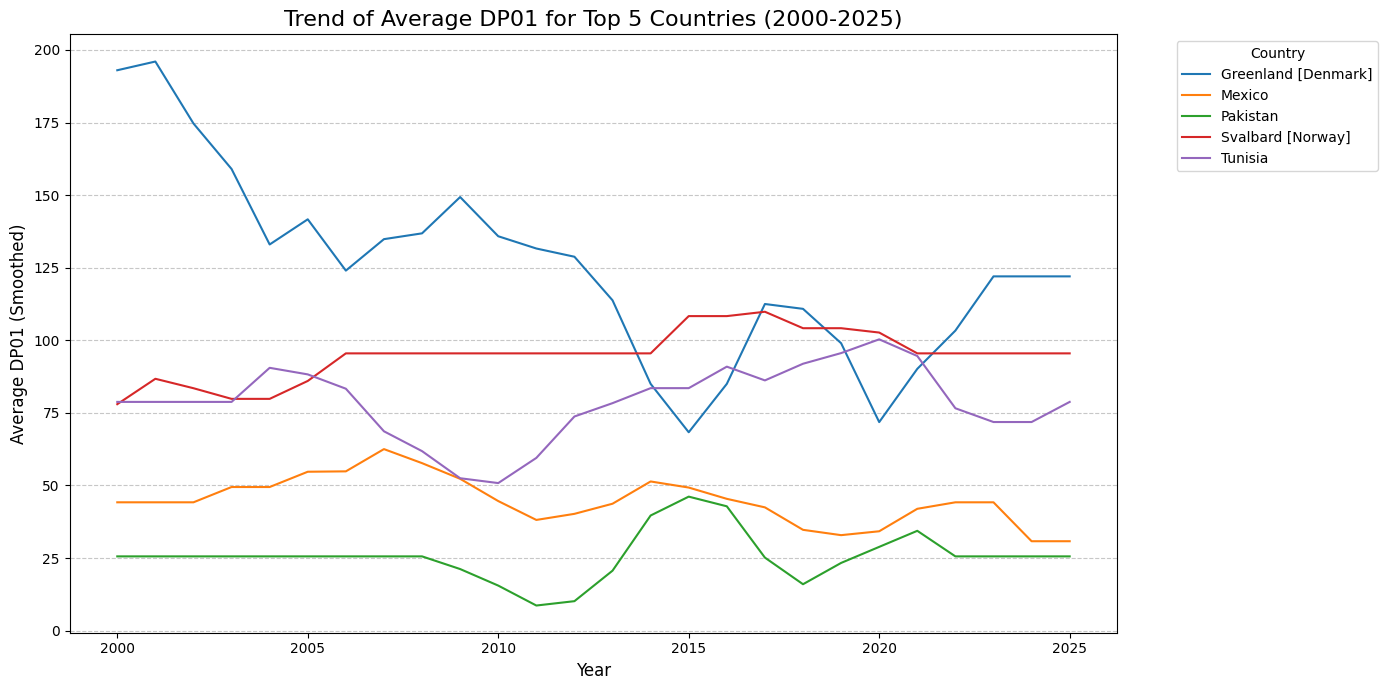 Trend of Average DP01 for Top 5 Countries (2000-2025)
Country
Greenland [Denmark]
Mexico
Pakistan
Svalbard [Norway]
Tunisia
Average DP01 (Smoothed)
200
175
150
125
100
75
50
25
0
2000
2005
2010
2015
2020
2025
Year